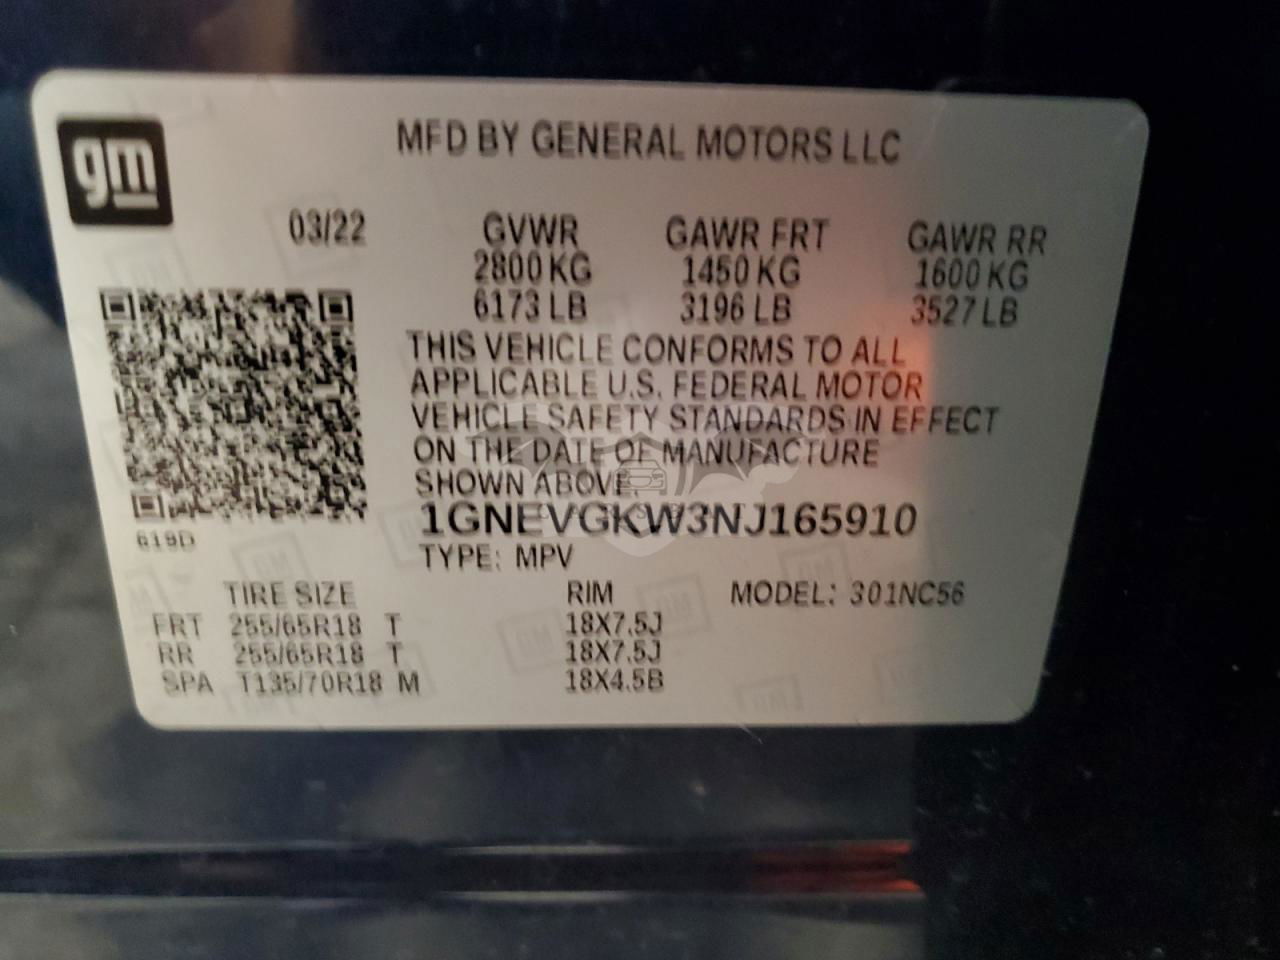 gm
MFD BY GENERAL MOTORS LLC
03/22 GVWR GAWR FRT GAWR RR
2800 KG 1450 KG 1600 KG
6173 LB 3196 LB 3527 LB
THIS VEHICLE CONFORMS TO ALL
APPLICABLE U.S. FEDERAL MOTOR
VEHICLE SAFETY STANDARDS IN EFFECT
ON THE DATE OF MANUFACTURE
SHOWN ABOVE.
1GNEVGKW3NJ165910
619D
TYPE: MPV
TIRE SIZE RIM MODEL: 301NC56
FRT 255/65R18 T 18X7.5J
RR 255/65R18 T 18X7.5J
SPA T135/70R18 M 18X4.5B